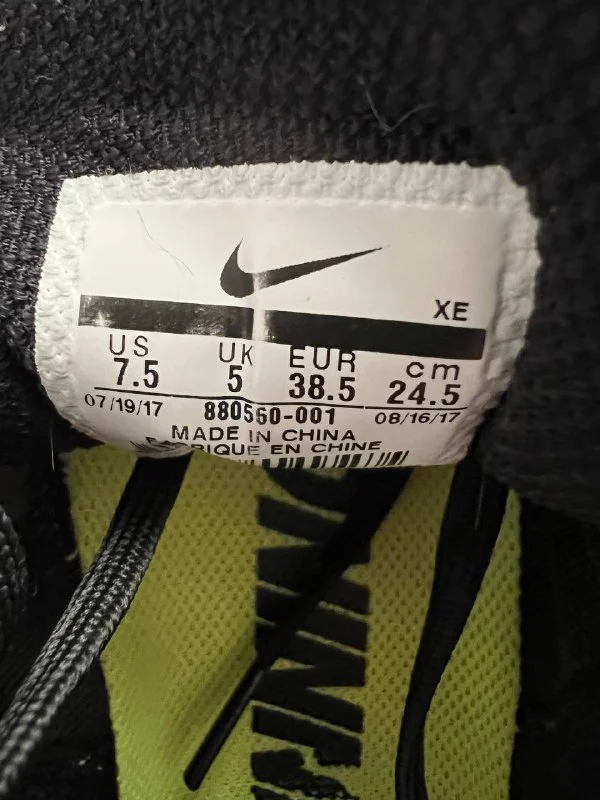 XE
US UK EUR cm
7.5 5 38.5 24.5
07/19/17 880560-001 08/16/17
MADE IN CHINA
RIQUE EN CHINE